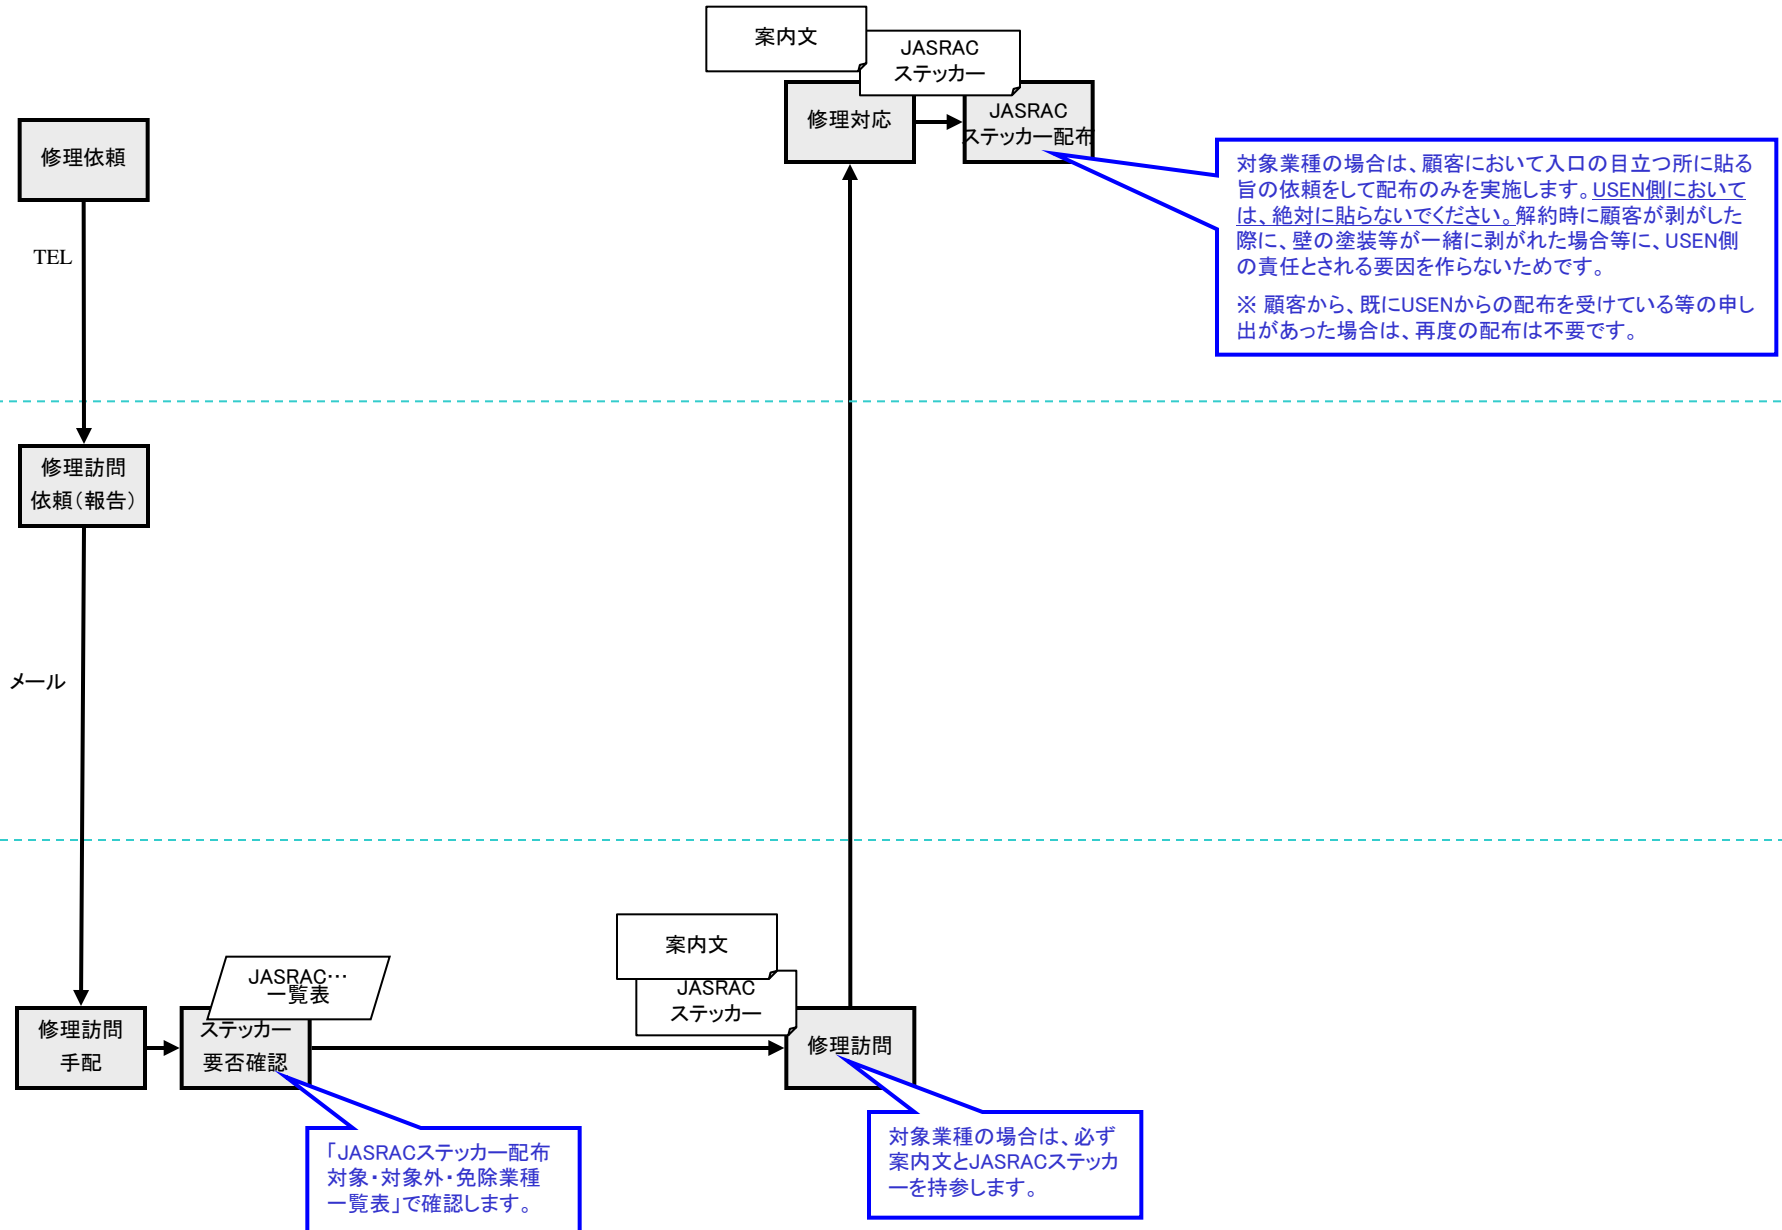 案内文
JASRAC
ステッカー
修理対応
JASRAC
ステッカー配布
修理依頼
対象業種の場合は、顧客において入口の目立つ所に貼る
旨の依頼をして配布のみを実施します。USEN側において
は、絶対に貼らないでください。解約時に顧客が剥がした
際に、壁の塗装等が一緒に剥がれた場合等に、USEN側
の責任とされる要因を作らないためです。
※ 顧客から、既にUSENからの配布を受けている等の申し
出があった場合は、再度の配布は不要です。
TEL
修理訪問
依頼(報告)
メール
案内文
JASRAC
ステッカー
JASRAC…
一覧表
修理訪問
手配
ステッカー
要否確認
修理訪問
「JASRACステッカー配布
対象・対象外・免除業種
一覧表」で確認します。
対象業種の場合は、必ず
案内文とJASRACステッカ
ーを持参します。